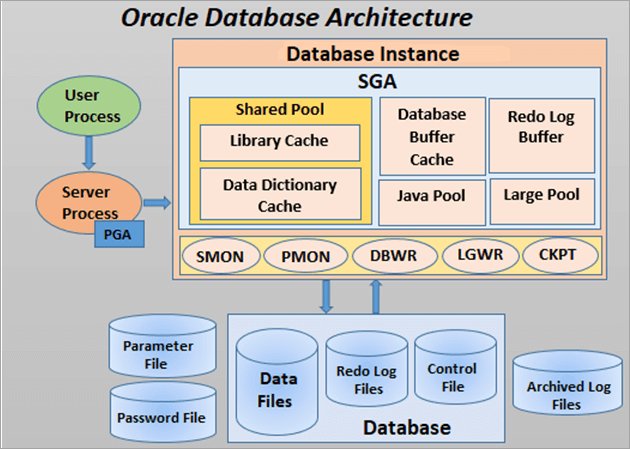 Oracle Database Architecture
Database Instance
SGA
User
Process
Server
Process
PGA
Shared Pool
Library Cache
Data Dictionary
Cache
Database
Buffer
Cache
Redo Log
Buffer
Java Pool
Large Pool
SMON
PMON
DBWR
LGWR
CKPT
Parameter
File
Password File
Data
Files
Redo Log
Files
Control
File
Database
Archived Log
Files